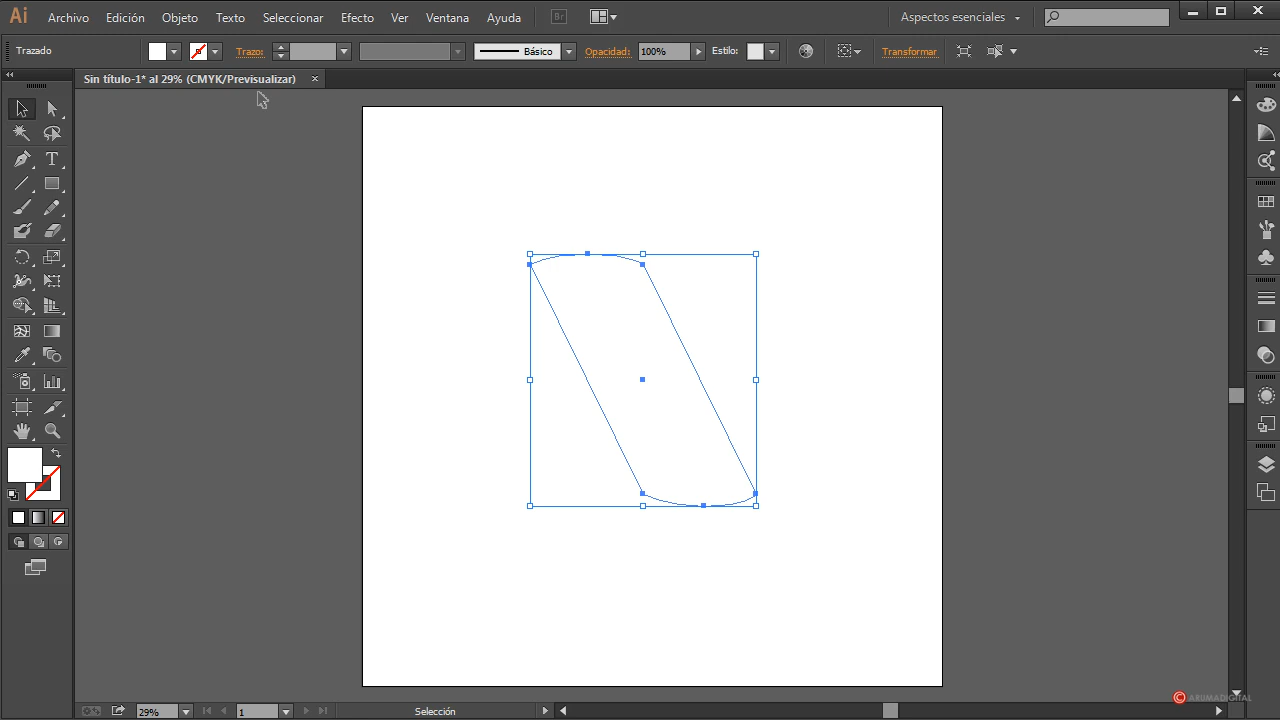 Ai Archivo Edición Objeto Texto Seleccionar Efecto Ver Ventana Ayuda Br Aspectos esenciales
Trazado Trazo: Básico Opacidad: 100% Estilo: Transformar
Sin título-1* al 29% (CMYK/Previsualizar) ×
T
29% 1 Selección
© ARUMADIGITAL